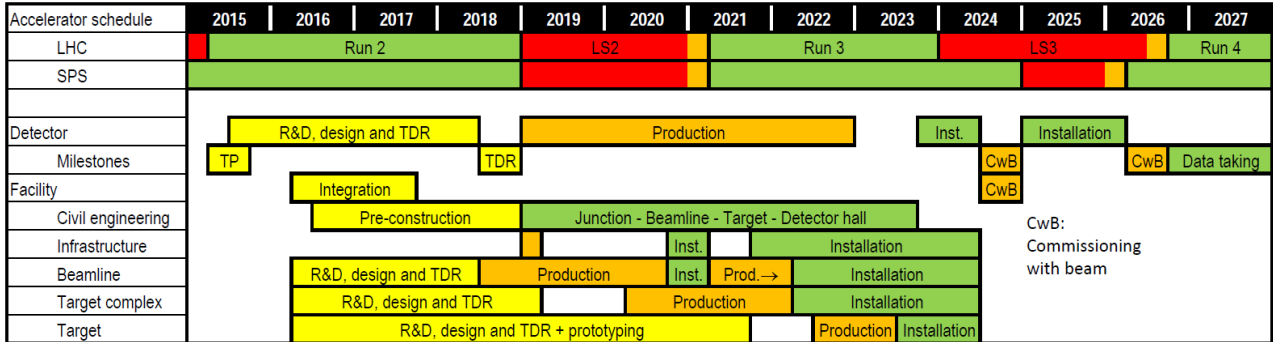 Accelerator schedule 2015 2016 2017 2018 2019 2020 2021 2022 2023 2024 2025 2026 2027
LHC Run 2 LS2 Run 3 LS3 Run 4
SPS
Detector R&D, design and TDR Production Inst. Installation
Milestones TP TDR CwB CwB Data taking
Facility Integration CwB
Civil engineering Pre-construction Junction - Beamline - Target - Detector hall
Infrastructure Inst. Installation
Beamline R&D, design and TDR Production Inst. Prod.→ Installation
Target complex R&D, design and TDR Production Installation
Target R&D, design and TDR + prototyping Production Installation
CwB:
Commissioning
with beam